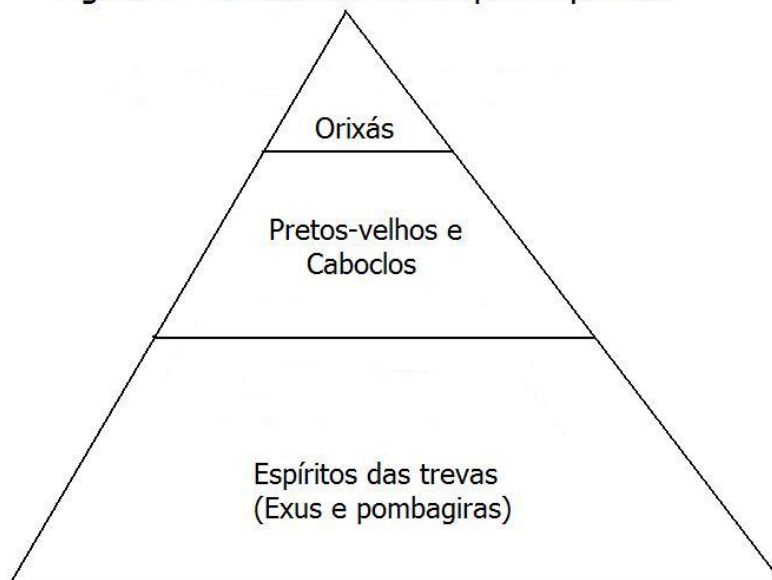 Orixás
Pretos-velhos e
Caboclos
Espíritos das trevas
(Exus e pombagiras)